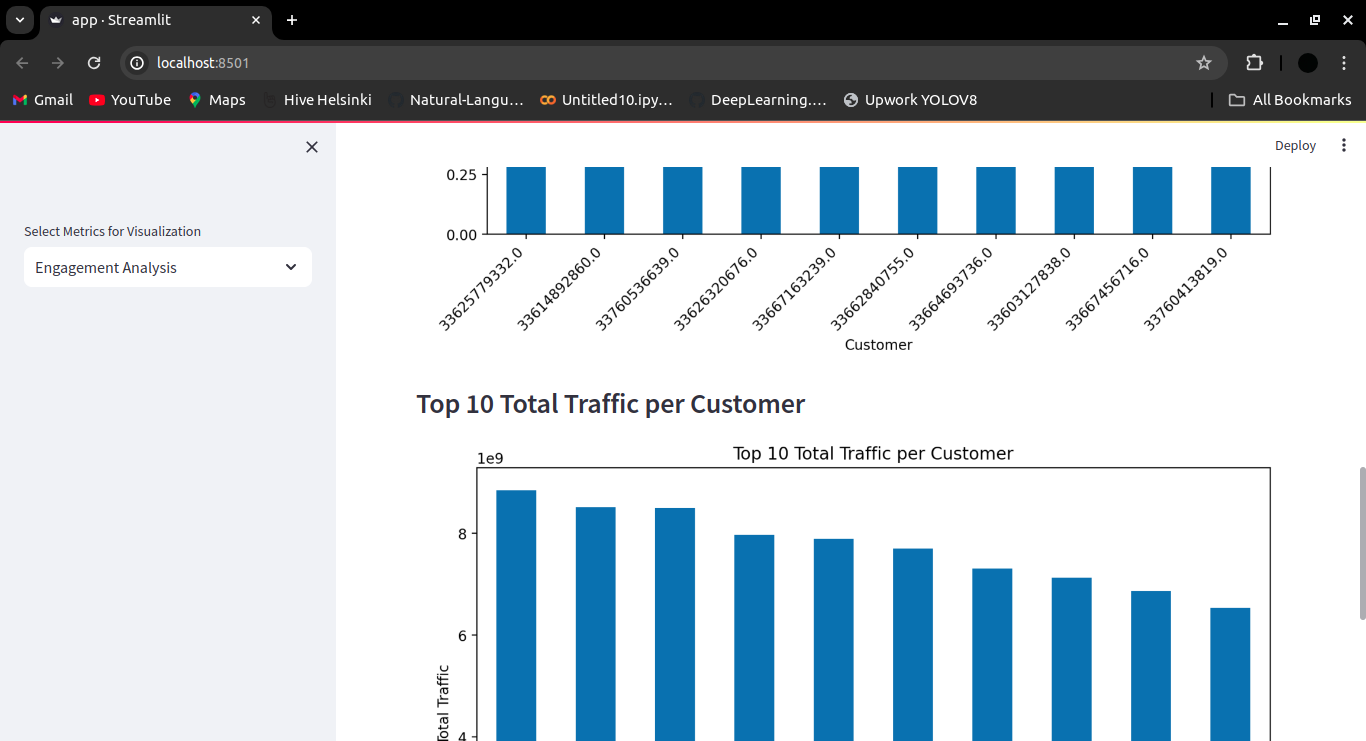 app · Streamlit
localhost:8501
Gmail
YouTube
Maps
Hive Helsinki
Natural-Langu…
Untitled10.ipy…
DeepLearning.…
Upwork YOLOV8
All Bookmarks
Deploy
Select Metrics for Visualization
Engagement Analysis
0.25
0.00
33625779332.0
33614892860.0
33760536639.0
33626320676.0
33667163239.0
33662840755.0
33664693736.0
33603127838.0
33667456716.0
33760413819.0
Customer
Top 10 Total Traffic per Customer
Top 10 Total Traffic per Customer
1e9
8
6
4
Total Traffic